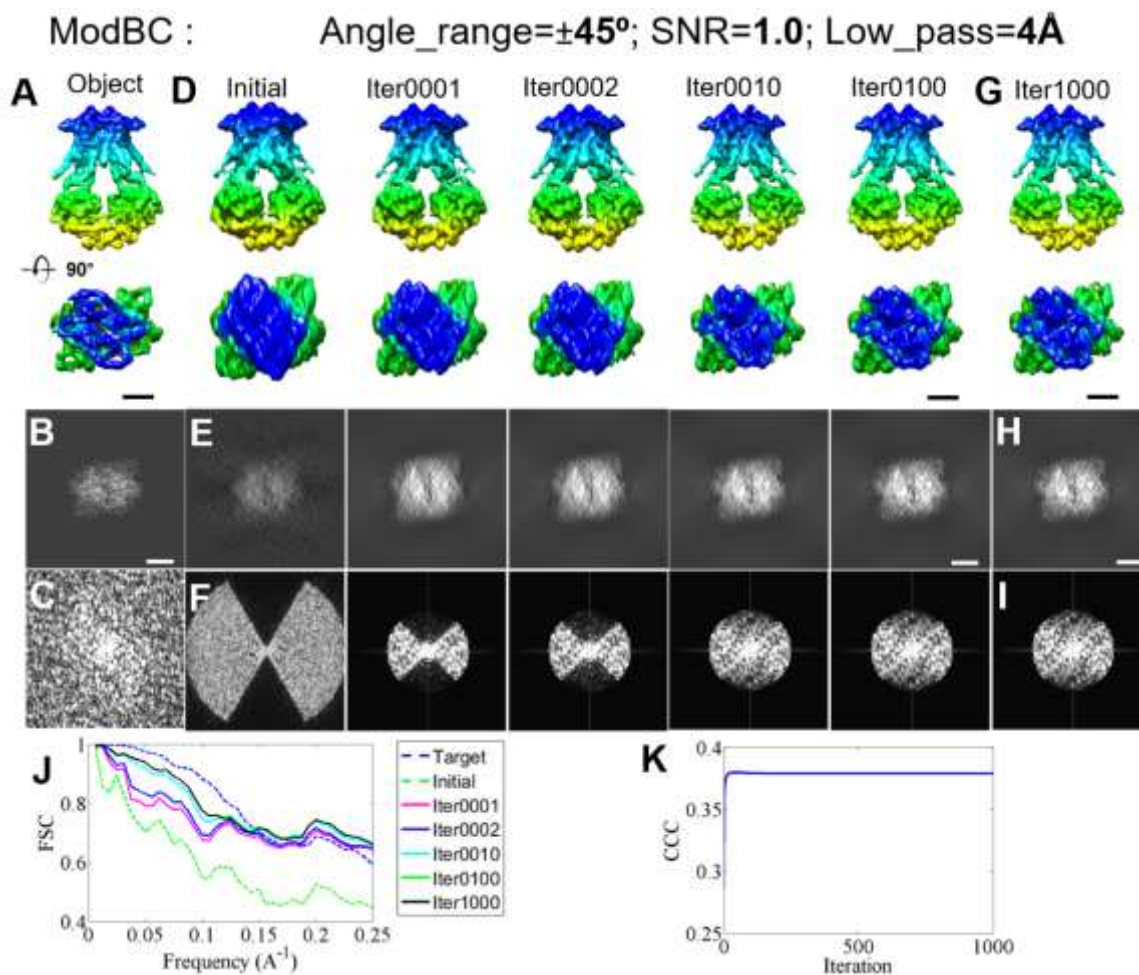 ModBC : Angle_range=±45º; SNR=1.0; Low_pass=4Å
A Object D Initial Iter0001 Iter0002 Iter0010 Iter0100 G Iter1000
90°
B E H
C F I
J
1
0.8
0.6
0.4
FSC
0 0.05 0.1 0.15 0.2 0.25
Frequency (A⁻¹)
Target
Initial
Iter0001
Iter0002
Iter0010
Iter0100
Iter1000
K
0.4
0.35
0.3
0.25
CCC
0 500 1000
Iteration